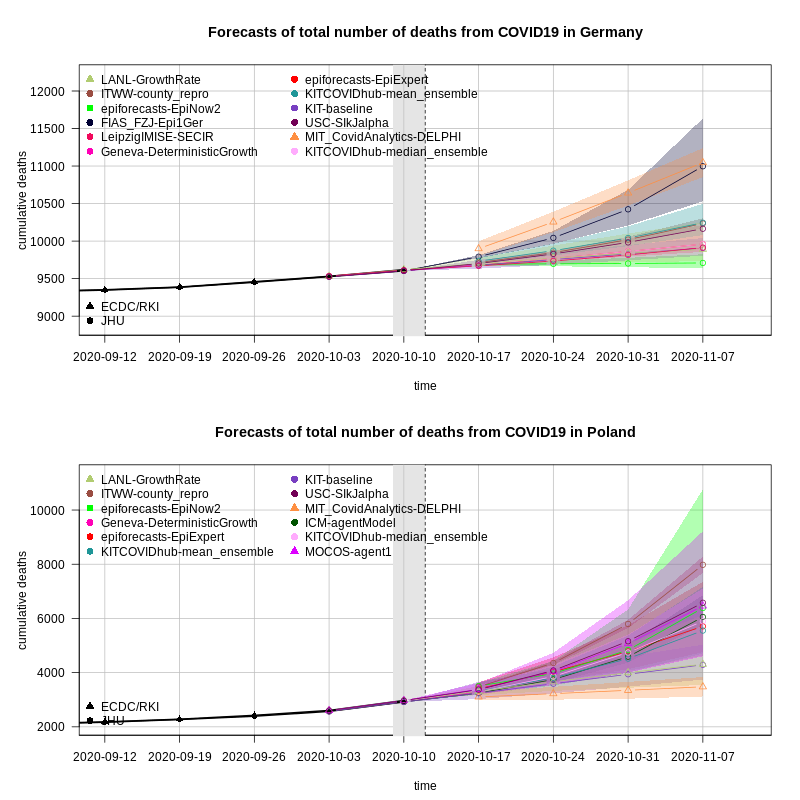 Forecasts of total number of deaths from COVID19 in Germany
cumulative deaths
12000
11500
11000
10500
10000
9500
9000
LANL-GrowthRate
ITWW-county_repro
epiforecasts-EpiNow2
FIAS_FZJ-Epi1Ger
LeipzigIMISE-SECIR
Geneva-DeterministicGrowth
epiforecasts-EpiExpert
KITCOVIDhub-mean_ensemble
KIT-baseline
USC-SIkJalpha
MIT_CovidAnalytics-DELPHI
KITCOVIDhub-median_ensemble
ECDC/RKI
JHU
2020-09-12 2020-09-19 2020-09-26 2020-10-03 2020-10-10 2020-10-17 2020-10-24 2020-10-31 2020-11-07
time
Forecasts of total number of deaths from COVID19 in Poland
cumulative deaths
10000
8000
6000
4000
2000
LANL-GrowthRate
ITWW-county_repro
epiforecasts-EpiNow2
Geneva-DeterministicGrowth
epiforecasts-EpiExpert
KITCOVIDhub-mean_ensemble
KIT-baseline
USC-SIkJalpha
MIT_CovidAnalytics-DELPHI
ICM-agentModel
KITCOVIDhub-median_ensemble
MOCOS-agent1
ECDC/RKI
JHU
2020-09-12 2020-09-19 2020-09-26 2020-10-03 2020-10-10 2020-10-17 2020-10-24 2020-10-31 2020-11-07
time